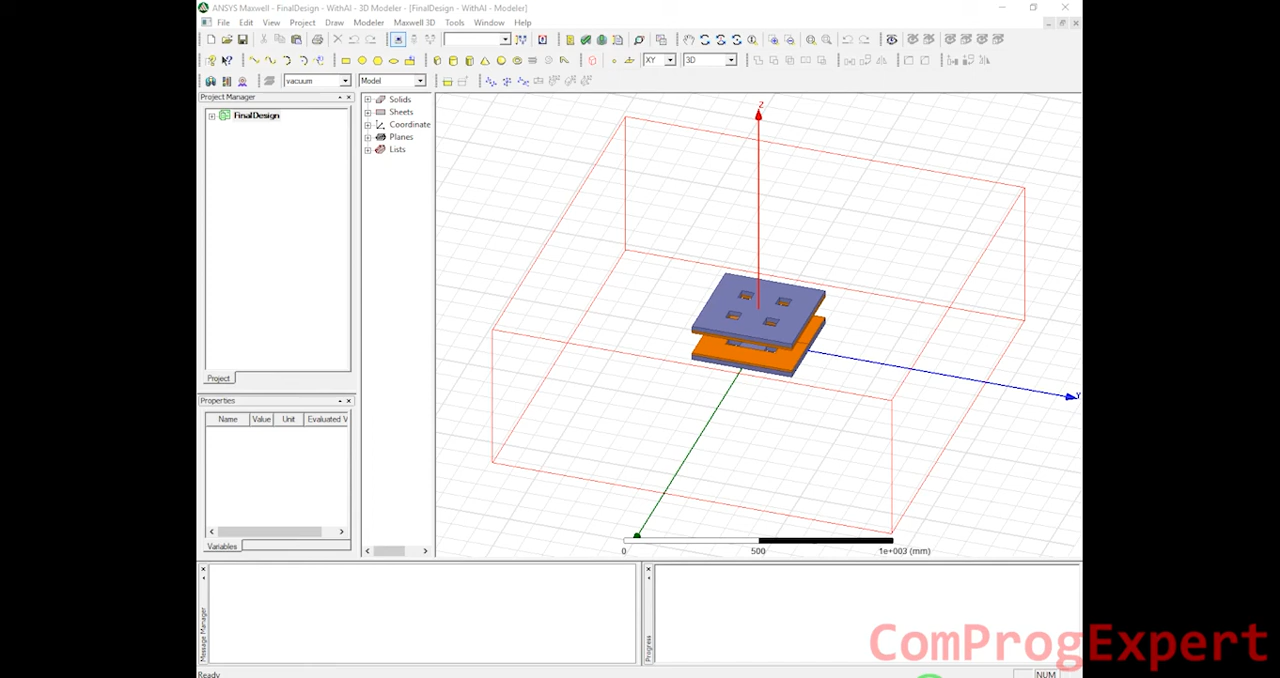 ANSYS Maxwell - FinalDesign - WithAI - 3D Modeler - [FinalDesign - WithAI - Modeler]
File Edit View Project Draw Modeler Maxwell 3D Tools Window Help
XY 3D
vacuum Model
Project Manager
FinalDesign
Project
Solids
Sheets
Coordinate
Planes
Lists
Properties
Name Value Unit Evaluated V
Variables
Z
Y
0 500 1e+003 (mm)
Message Manager
Progress
Ready
NUM
ComProgExpert